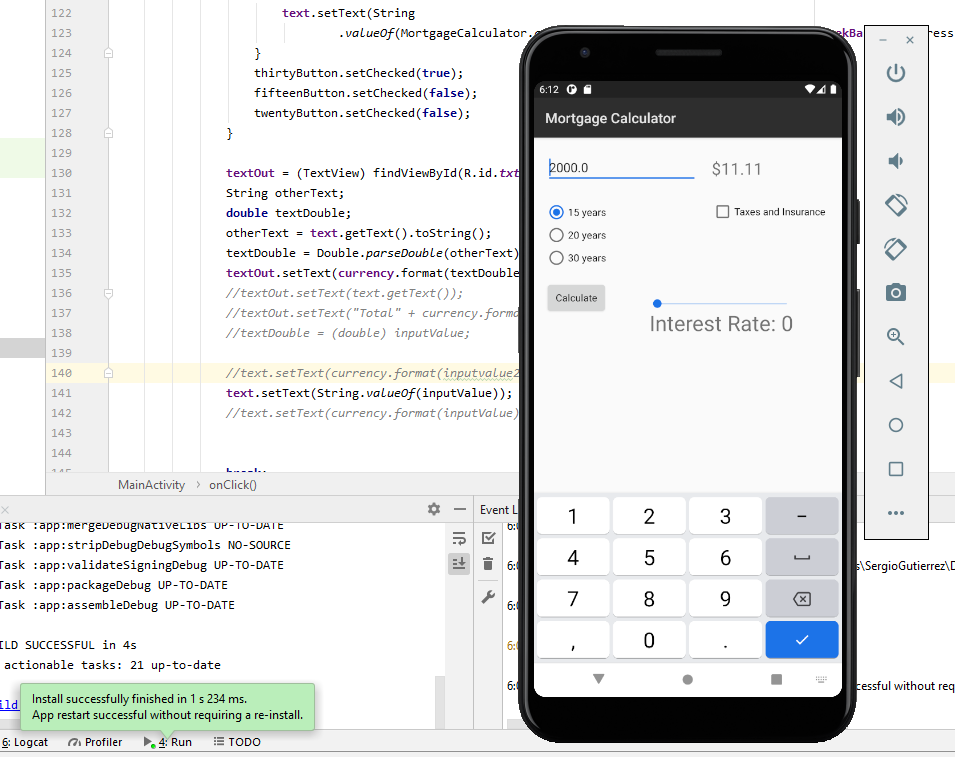 122 text.setText(String
123 .valueOf(MortgageCalculator.
124 }
125 thirtyButton.setChecked(true);
126 fifteenButton.setChecked(false);
127 twentyButton.setChecked(false);
128 }
129
130 textOut = (TextView) findViewById(R.id.txt
131 String otherText;
132 double textDouble;
133 otherText = text.getText().toString();
134 textDouble = Double.parseDouble(otherText)
135 textOut.setText(currency.format(textDouble
136 //textOut.setText(text.getText());
137 //textOut.setText("Total" + currency.forma
138 //textDouble = (double) inputValue;
139
140 //text.setText(currency.format(inputvalue2
141 text.setText(String.valueOf(inputValue));
142 //text.setText(currency.format(inputValue)
143
144
MainActivity › onClick()
6:12
Mortgage Calculator
2000.0 $11.11
15 years
Taxes and Insurance
20 years
30 years
Calculate
Interest Rate: 0
1 2 3 –
4 5 6
7 8 9
, 0 .
Event L
Task :app:mergeDebugNativeLibs UP-TO-DATE
Task :app:stripDebugDebugSymbols NO-SOURCE
Task :app:validateSigningDebug UP-TO-DATE
Task :app:packageDebug UP-TO-DATE
Task :app:assembleDebug UP-TO-DATE
ILD SUCCESSFUL in 4s
actionable tasks: 21 up-to-date
s\SergioGutierrez\D
cessful without req
ild
Install successfully finished in 1 s 234 ms.
App restart successful without requiring a re-install.
6: Logcat Profiler 4: Run TODO